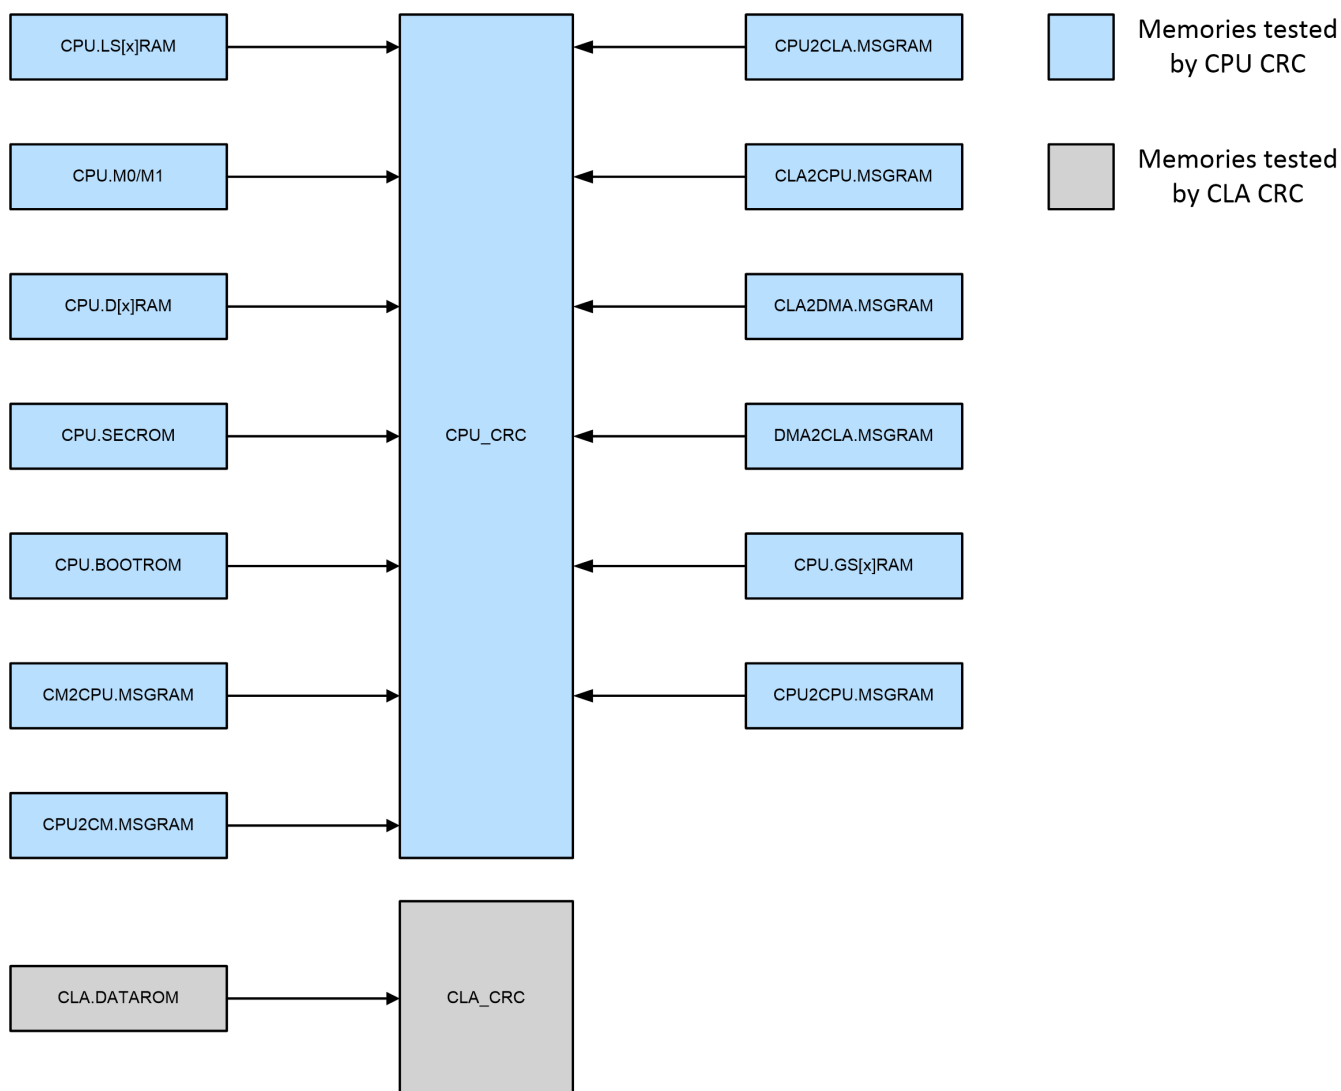 CPU.LS[x]RAM
CPU2CLA.MSGRAM
Memories tested
by CPU CRC
CPU.M0/M1
CLA2CPU.MSGRAM
Memories tested
by CLA CRC
CPU.D[x]RAM
CLA2DMA.MSGRAM
CPU.SECROM
CPU_CRC
DMA2CLA.MSGRAM
CPU.BOOTROM
CPU.GS[x]RAM
CM2CPU.MSGRAM
CPU2CPU.MSGRAM
CPU2CM.MSGRAM
CLA.DATAROM
CLA_CRC